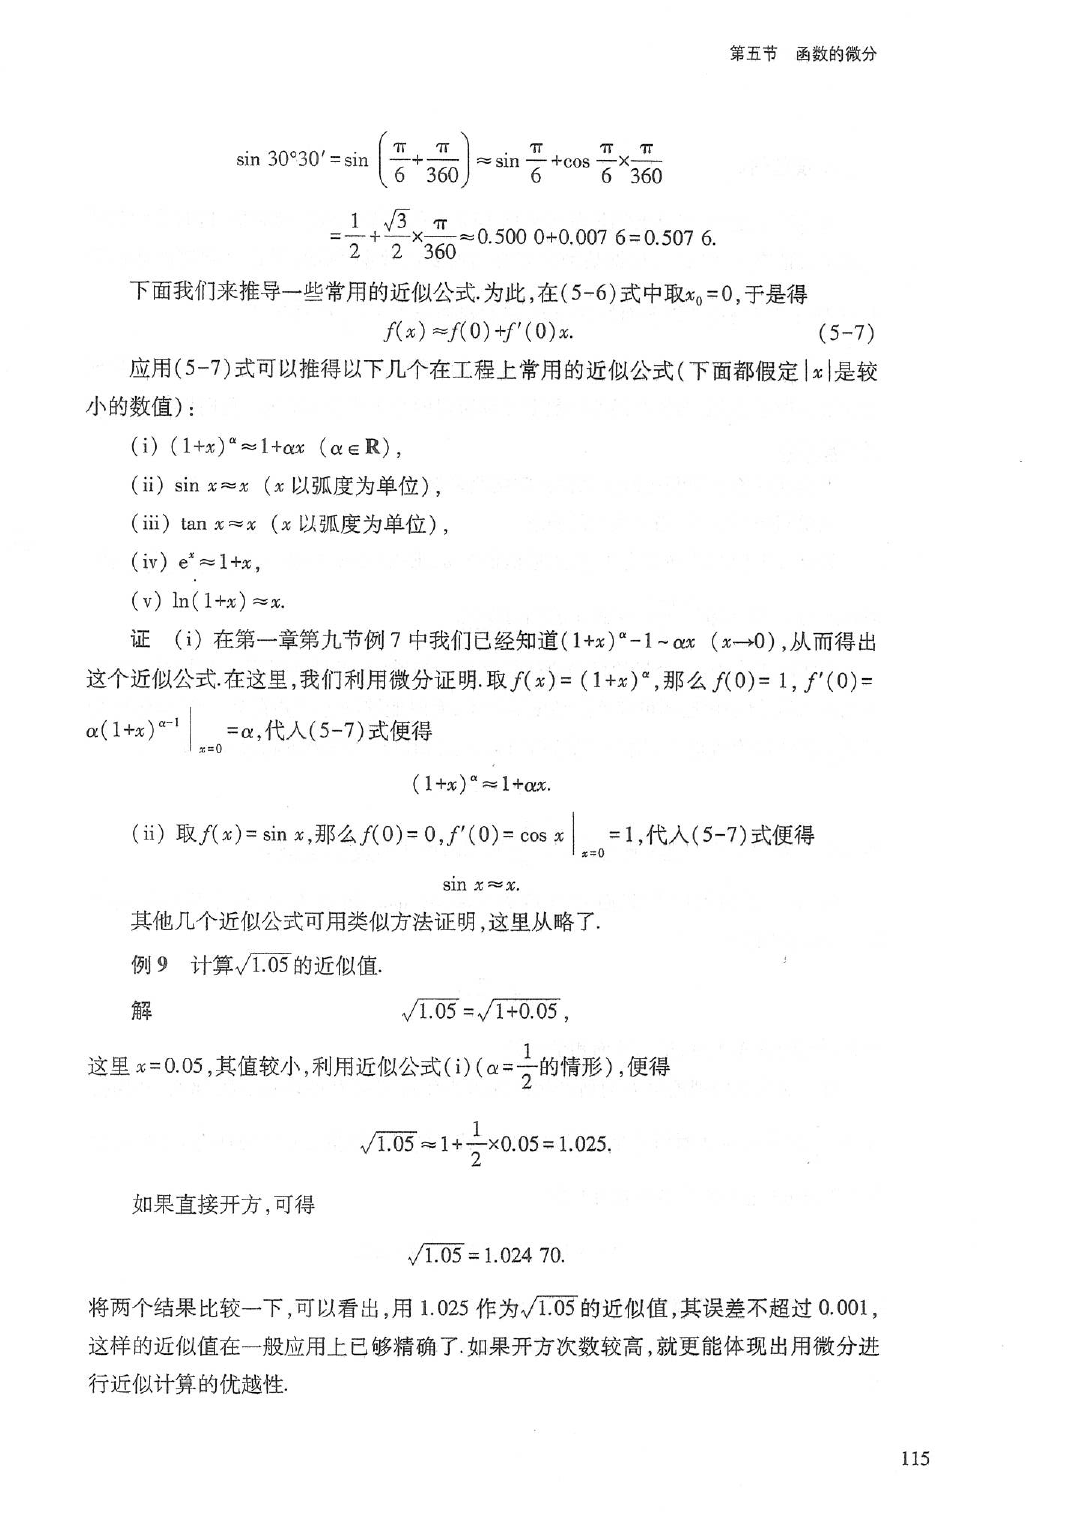 第五节 函数的微分
sin 30°30′=sin(π/6+π/360)≈sin π/6+cos π/6×π/360
=1/2+√3/2×π/360≈0.500 0+0.007 6=0.507 6.
下面我们来推导一些常用的近似公式.为此,在(5-6)式中取x₀=0,于是得
f(x)≈f(0)+f′(0)x. (5-7)
应用(5-7)式可以推得以下几个在工程上常用的近似公式(下面都假定|x|是较
小的数值):
(i) (1+x)^α≈1+αx (α∈R),
(ii) sin x≈x (x 以弧度为单位),
(iii) tan x≈x (x 以弧度为单位),
(iv) e^x≈1+x,
(v) ln(1+x)≈x.
证 (i) 在第一章第九节例 7 中我们已经知道(1+x)^α-1~αx (x→0),从而得出
这个近似公式.在这里,我们利用微分证明.取 f(x)=(1+x)^α,那么 f(0)=1, f′(0)=
α(1+x)^(α-1)|x=0 =α,代入(5-7)式便得
(1+x)^α≈1+αx.
(ii) 取f(x)=sin x,那么f(0)=0,f′(0)=cos x|x=0 =1,代入(5-7)式便得
sin x≈x.
其他几个近似公式可用类似方法证明,这里从略了.
例 9 计算√1.05的近似值.
解 √1.05=√1+0.05,
这里 x=0.05,其值较小,利用近似公式(i)(α=1/2的情形),便得
√1.05≈1+1/2×0.05=1.025.
如果直接开方,可得
√1.05=1.024 70.
将两个结果比较一下,可以看出,用 1.025 作为√1.05的近似值,其误差不超过 0.001,
这样的近似值在一般应用上已够精确了.如果开方次数较高,就更能体现出用微分进
行近似计算的优越性.
115